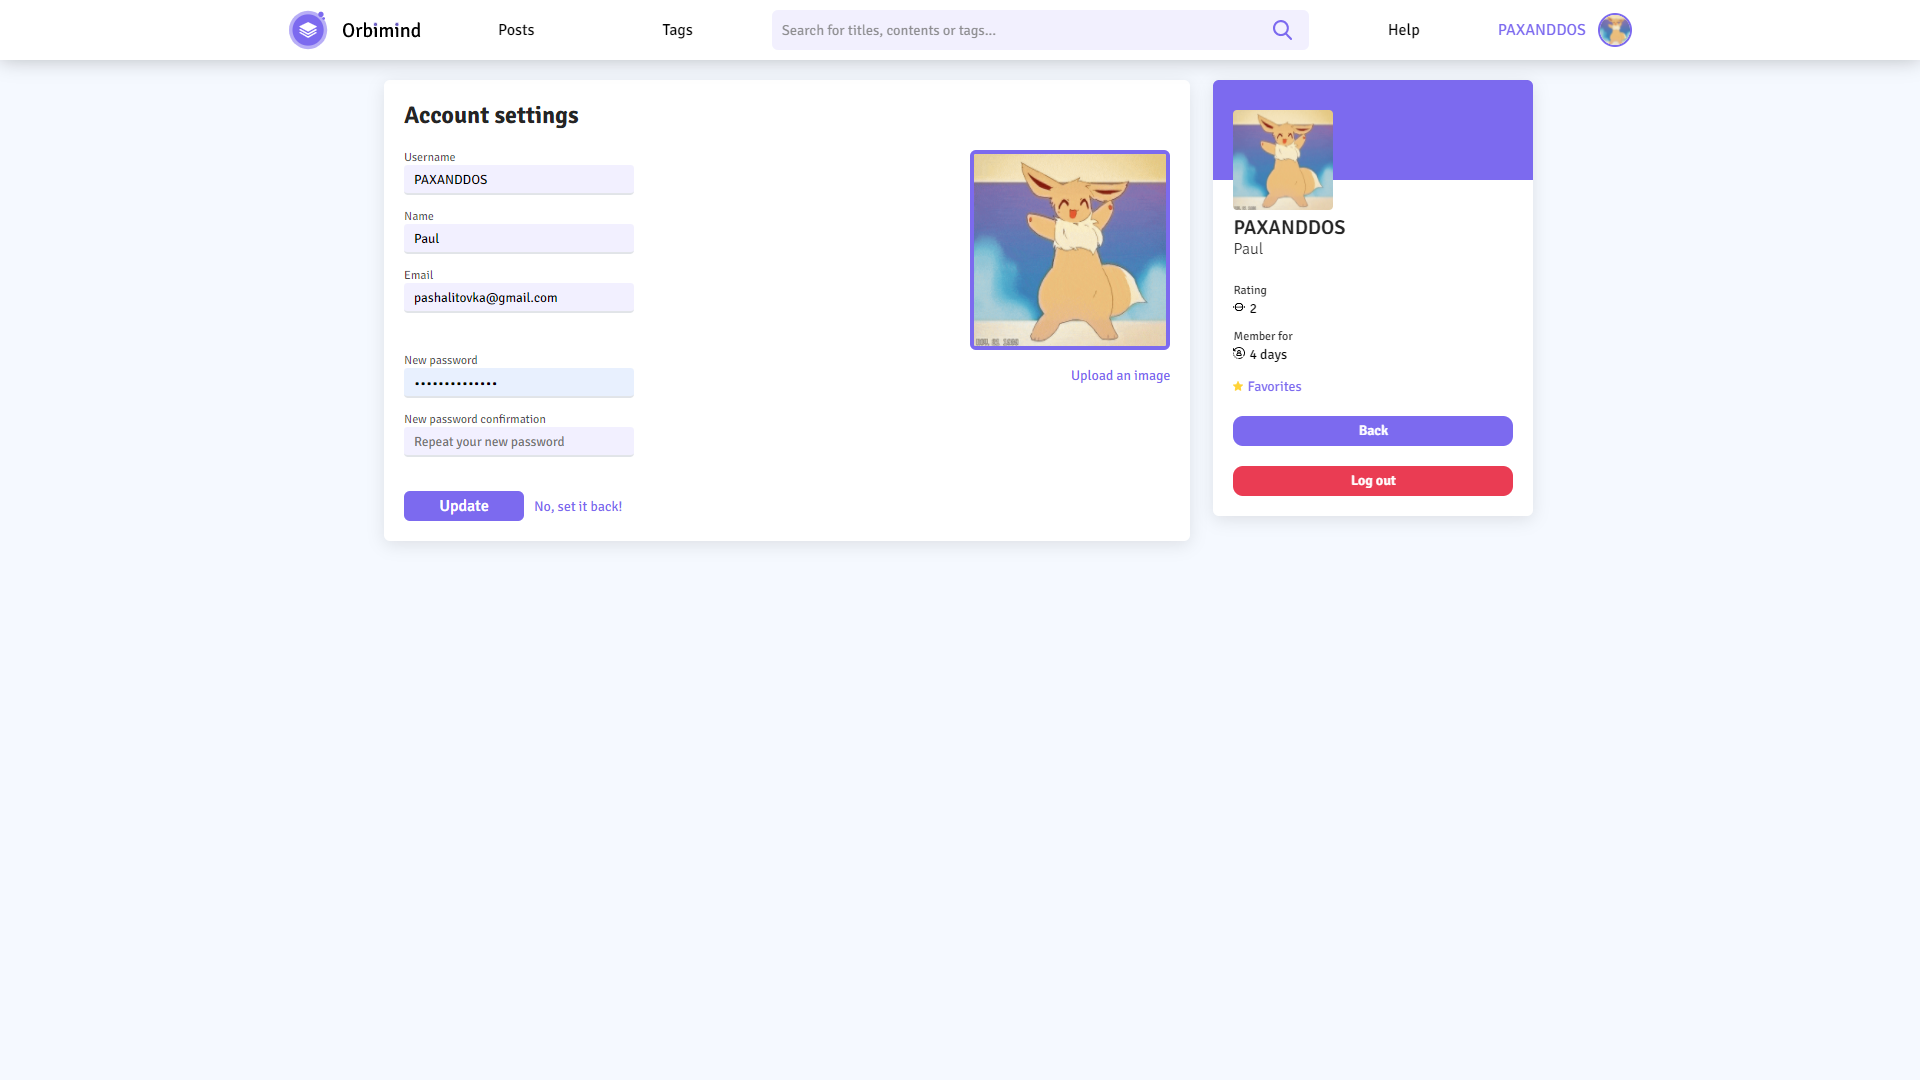 Orbimind
Posts
Tags
Search for titles, contents or tags...
Help
PAXANDDOS
Account settings
Username
PAXANDDOS
Name
Paul
Email
pashalitovka@gmail.com
New password
••••••••••••••
New password confirmation
Repeat your new password
Update
No, set it back!
Upload an image
PAXANDDOS
Paul
Rating
2
Member for
4 days
Favorites
Back
Log out